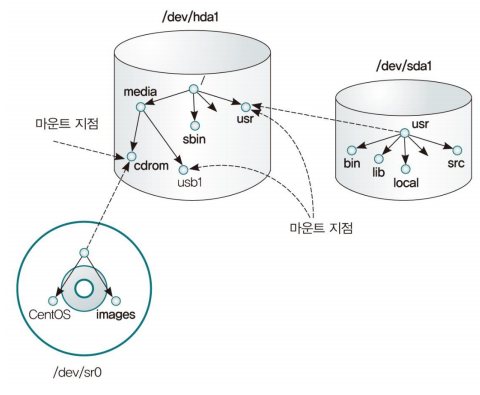 /dev/hda1
/dev/sda1
/
media
usr
usr
마운트 지점
sbin
bin
lib
src
cdrom
usb1
local
마운트 지점
CentOS
images
/dev/sr0